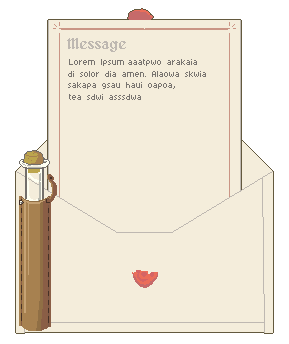 Message
Lorem Ipsum aaatpwo arakaia
di solor dia amen. Alaowa skwia
sakapa gsau haui oapoa,
tea sdwi asssdwa